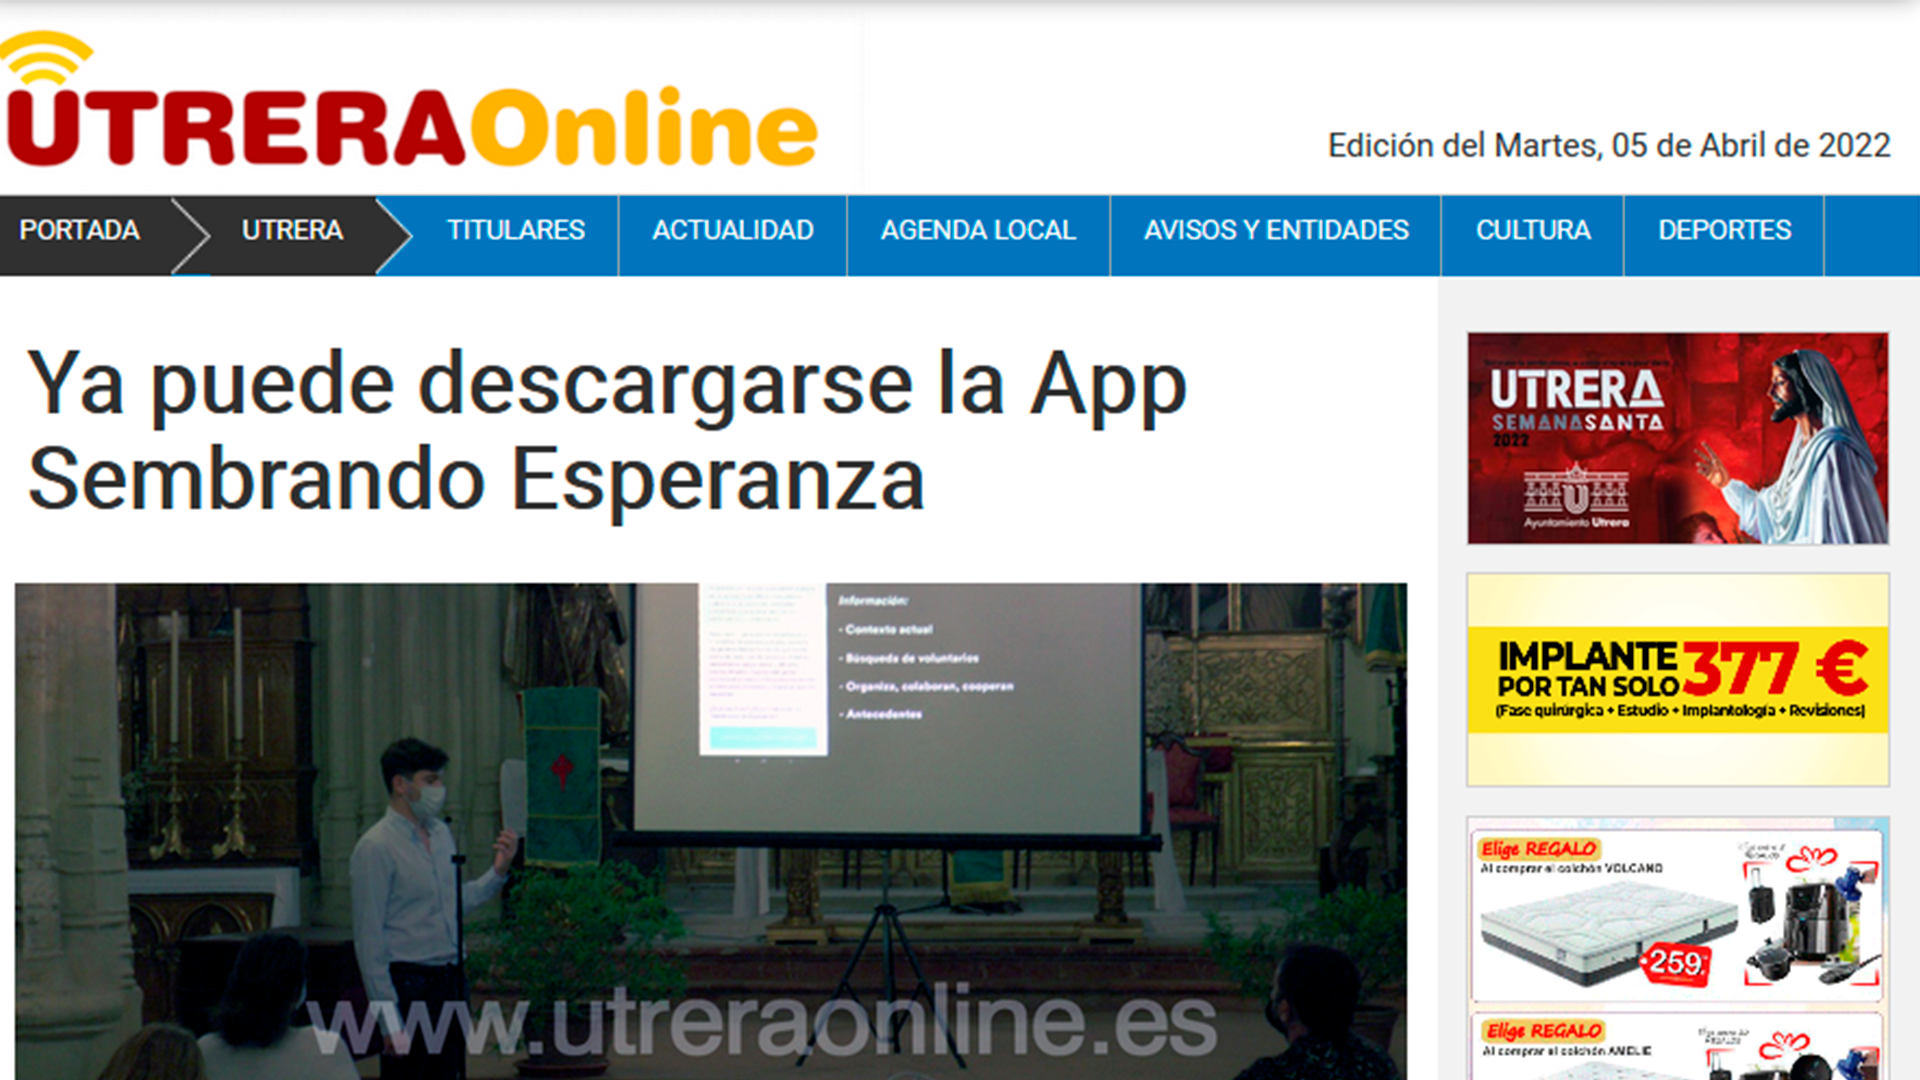 UTRERAOnline
Edición del Martes, 05 de Abril de 2022
PORTADA
UTRERA
TITULARES
ACTUALIDAD
AGENDA LOCAL
AVISOS Y ENTIDADES
CULTURA
DEPORTES
Ya puede descargarse la App
Sembrando Esperanza
Información:
- Contexto actual
- Búsqueda de voluntarios
- Organiza, colaboran, cooperan
- Antecedentes
www.utreraonline.es
UTRERA
SEMANASANTA
2022
Ayuntamiento Utrera
IMPLANTE
POR TAN SOLO
377 €
(Fase quirúrgica + Estudio + Implantología + Revisiones)
Elige REGALO
Al comprar el colchón VOLCANO
259
Elige REGALO
Al comprar el colchón AMELIE